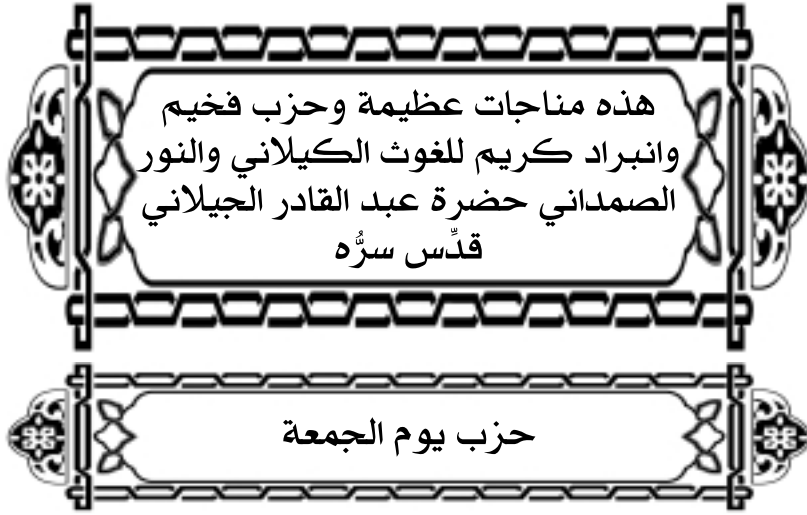 هذه مناجات عظيمة وحزب فخيم
وانبراد كريم للغوث الكيلاني والنور
الصمداني حضرة عبد القادر الجيلاني
قدِّس سرُّه
حزب يوم الجمعة